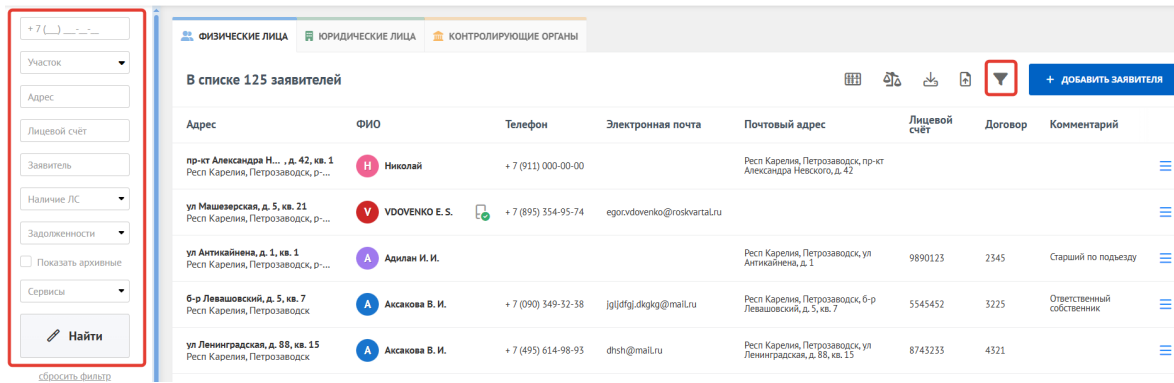 + 7 (__) ___-__-__
Участок
Адрес
Лицевой счёт
Заявитель
Наличие ЛС
Задолженности
Показать архивные
Сервисы
Найти
сбросить фильтр
ФИЗИЧЕСКИЕ ЛИЦА ЮРИДИЧЕСКИЕ ЛИЦА КОНТРОЛИРУЮЩИЕ ОРГАНЫ
В списке 125 заявителей + ДОБАВИТЬ ЗАЯВИТЕЛЯ
Адрес ФИО Телефон Электронная почта Почтовый адрес Лицевой счёт Договор Комментарий
пр-кт Александра Н... , д. 42, кв. 1
Респ Карелия, Петрозаводск, р-...
Н Николай + 7 (911) 000-00-00
Респ Карелия, Петрозаводск, пр-кт
Александра Невского, д. 42
ул Машезерская, д. 5, кв. 21
Респ Карелия, Петрозаводск, р-...
V VDOVENKO E. S. + 7 (895) 354-95-74 egor.vdovenko@roskvartal.ru
ул Антикайнена, д. 1, кв. 1
Респ Карелия, Петрозаводск, р-...
А Адилан И. И.
Респ Карелия, Петрозаводск, ул
Антикайнена, д. 1
9890123 2345 Старший по подъезду
б-р Левашовский, д. 5, кв. 7
Респ Карелия, Петрозаводск
А Аксакова В. И. + 7 (090) 349-32-38 jgljdfgj.dkgkg@mail.ru
Респ Карелия, Петрозаводск, б-р
Левашовский, д. 5, кв. 7
5545452 3225 Ответственный
собственник
ул Ленинградская, д. 88, кв. 15
Респ Карелия, Петрозаводск
А Аксакова В. И. + 7 (495) 614-98-93 dhsh@mail.ru
Респ Карелия, Петрозаводск, ул
Ленинградская, д. 88, кв. 15
8743233 4321